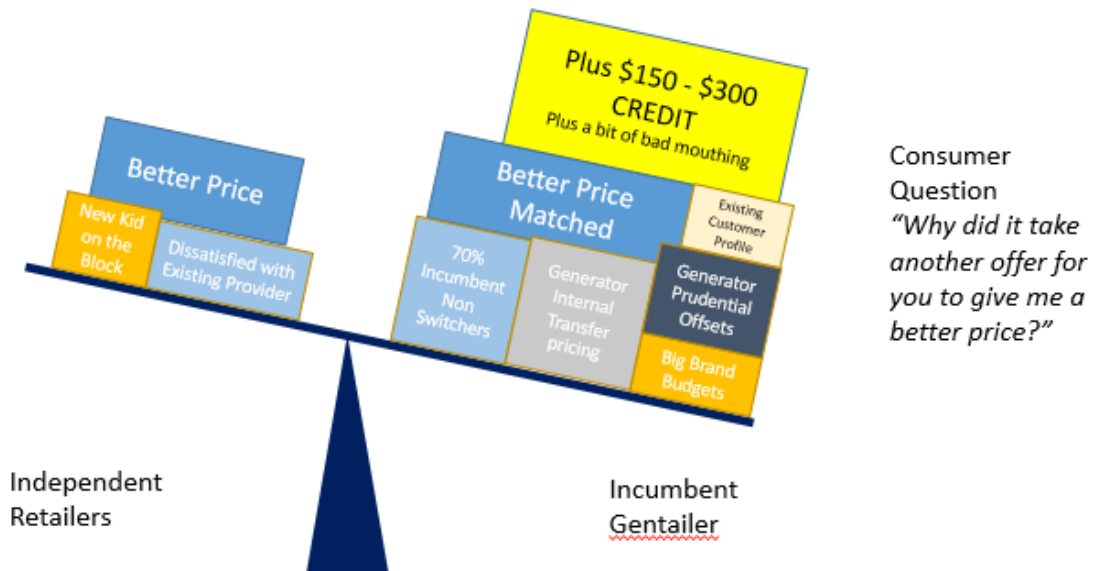 Plus $150 - $300
CREDIT
Plus a bit of bad mouthing
Better Price
New Kid
on the
Block
Dissatisfied with
Existing Provider
Better Price
Matched
Existing
Customer
Profile
70%
Incumbent
Non
Switchers
Generator
Internal
Transfer
pricing
Generator
Prudential
Offsets
Big Brand
Budgets
Consumer
Question
“Why did it take
another offer for
you to give me a
better price?”
Independent
Retailers
Incumbent
Gentailer